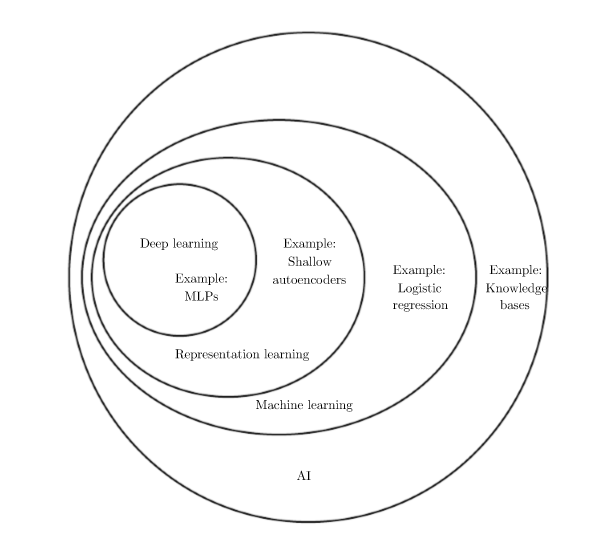 Deep learning
Example:
MLPs
Example:
Shallow
autoencoders
Example:
Logistic
regression
Example:
Knowledge
bases
Representation learning
Machine learning
AI